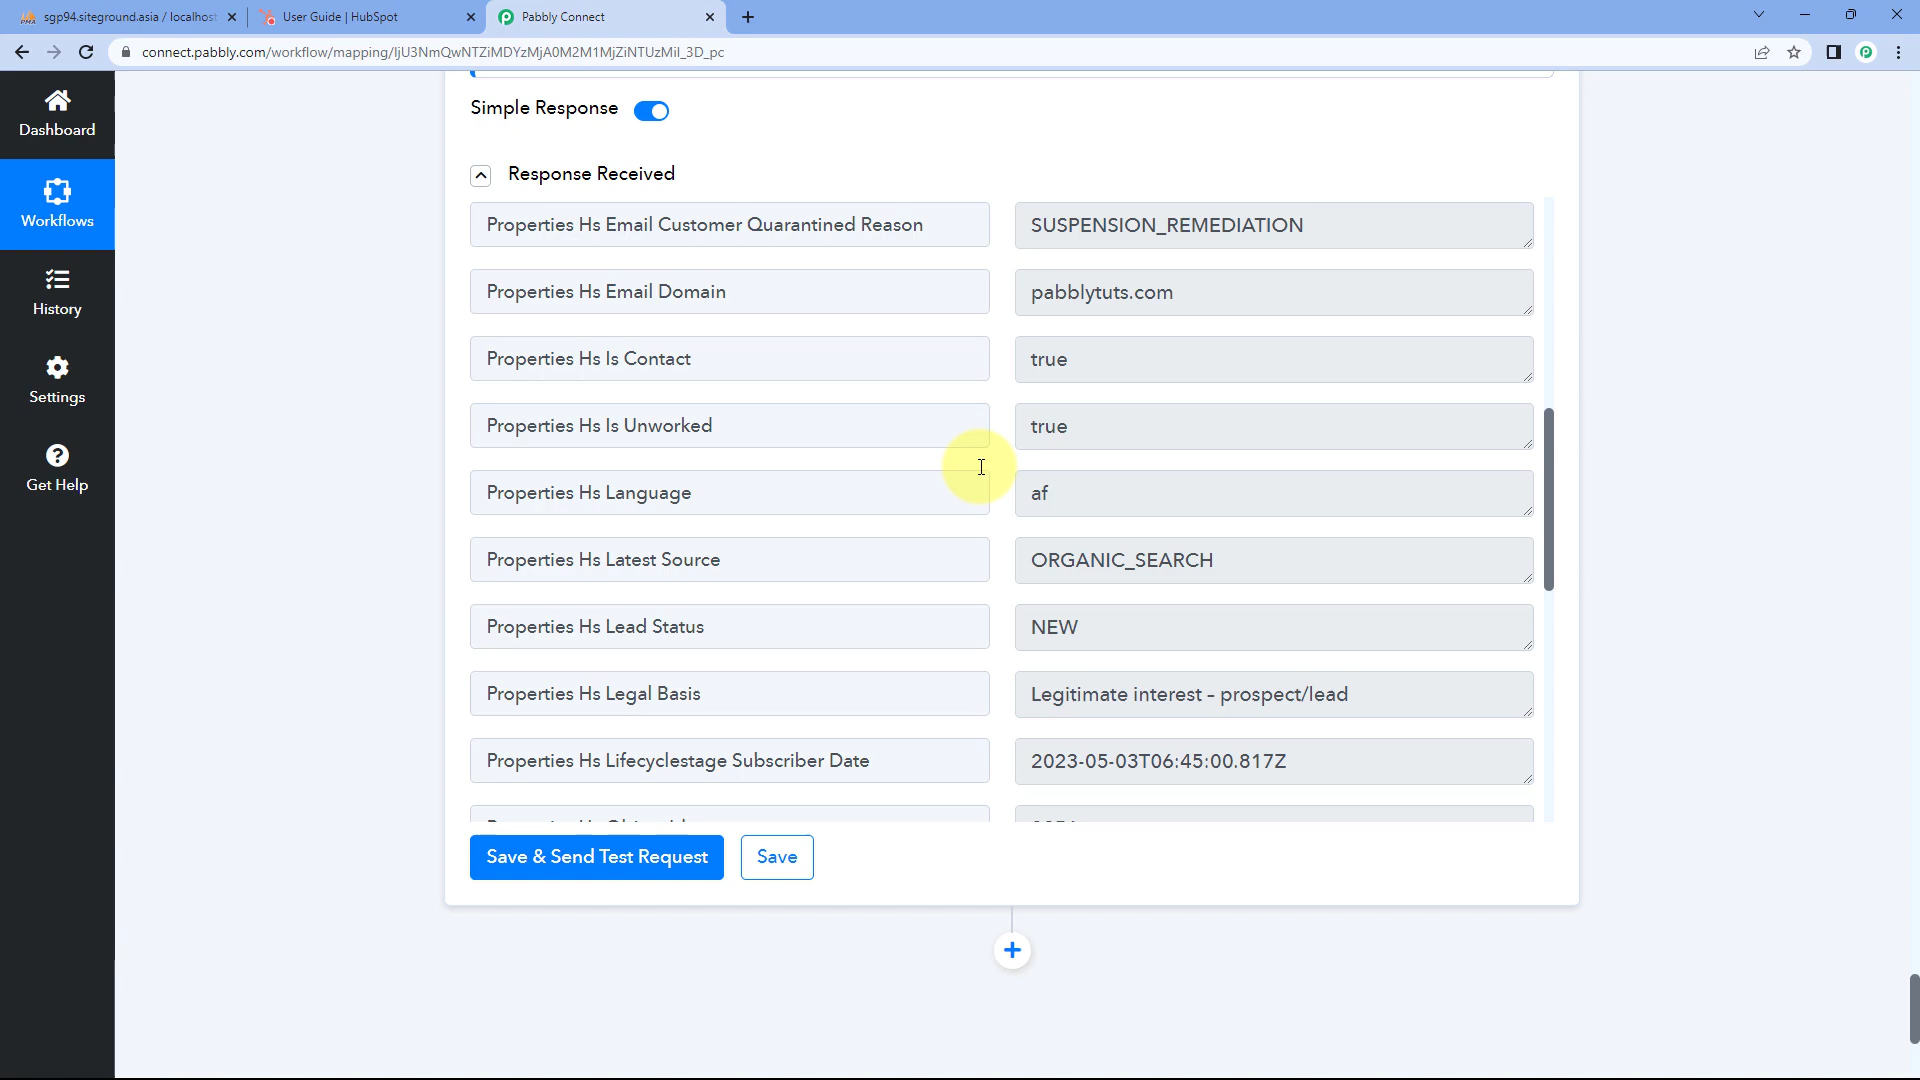 sgp94.siteground.asia / localhost
User Guide | HubSpot
Pabbly Connect
connect.pabbly.com/workflow/mapping/IjU3NmQwNTZiMDYzMjA0M2M1MjZiNTUzMiI_3D_pc
Dashboard
Workflows
History
Settings
Get Help
Simple Response
Response Received
Properties Hs Email Customer Quarantined Reason
SUSPENSION_REMEDIATION
Properties Hs Email Domain
pabblytuts.com
Properties Hs Is Contact
true
Properties Hs Is Unworked
true
Properties Hs Language
af
Properties Hs Latest Source
ORGANIC_SEARCH
Properties Hs Lead Status
NEW
Properties Hs Legal Basis
Legitimate interest – prospect/lead
Properties Hs Lifecyclestage Subscriber Date
2023-05-03T06:45:00.817Z
Save & Send Test Request
Save